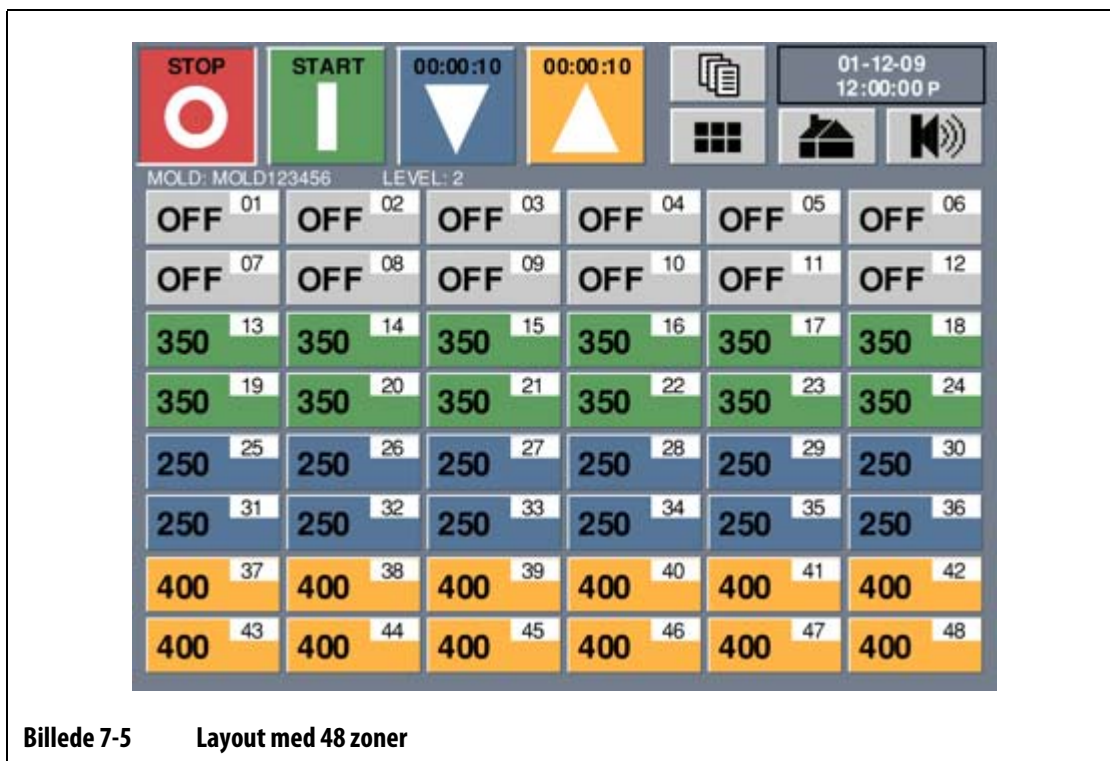 STOP START 00:00:10 00:00:10 01-12-09
12:00:00 P
MOLD: MOLD123456 LEVEL: 2
OFF 01 OFF 02 OFF 03 OFF 04 OFF 05 OFF 06
OFF 07 OFF 08 OFF 09 OFF 10 OFF 11 OFF 12
350 13 350 14 350 15 350 16 350 17 350 18
350 19 350 20 350 21 350 22 350 23 350 24
250 25 250 26 250 27 250 28 250 29 250 30
250 31 250 32 250 33 250 34 250 35 250 36
400 37 400 38 400 39 400 40 400 41 400 42
400 43 400 44 400 45 400 46 400 47 400 48
Billede 7-5 Layout med 48 zoner